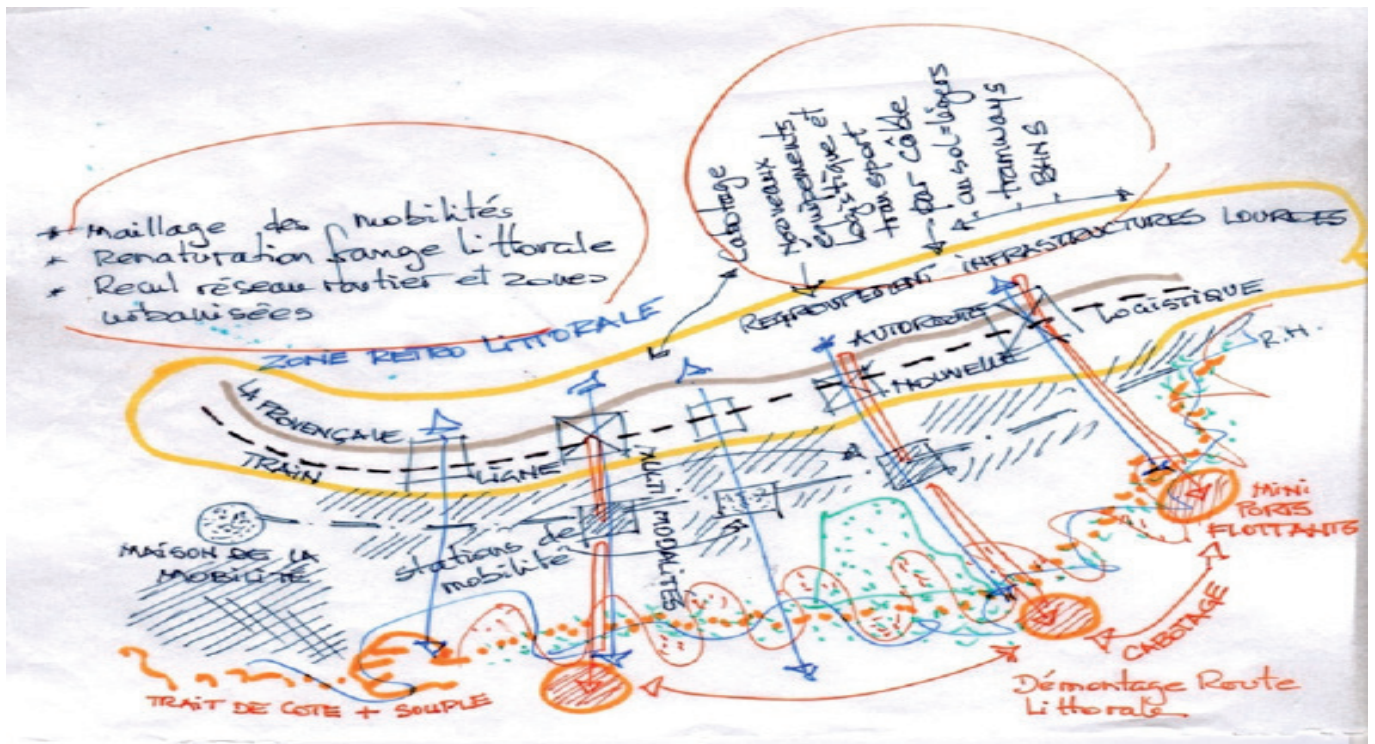 * Maillage des mobilités
* Renaturation frange littorale
* Recul réseau routier et zones
urbanisées
Cabotage
Nouveaux
équipements
logistique et
transport
par câble
au sol = légers
tramways
BHNS
ZONE RETRO LITTORALE
REGROUPEMENT INFRASTRUCTURES LOURDES
LA PROVENÇALE
AUTOROUTE
LOGISTIQUE
TRAIN
LIGNE
NOUVELLE
R.H.
MULTI
MODALITÉS
MAISON DE LA
MOBILITÉ
stations de
mobilité
MINI
PORTS
FLOTTANTS
CABOTAGE
TRAIT DE COTE + SOUPLE
Démontage Route
Littorale